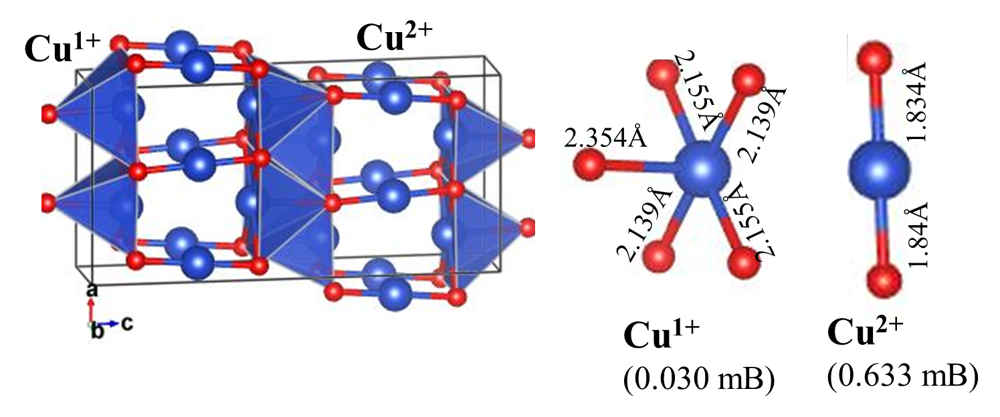 Cu¹⁺
Cu²⁺
a
b
c
2.155Å
2.139Å
2.354Å
2.139Å
2.155Å
1.834Å
1.84Å
Cu¹⁺
(0.030 mB)
Cu²⁺
(0.633 mB)